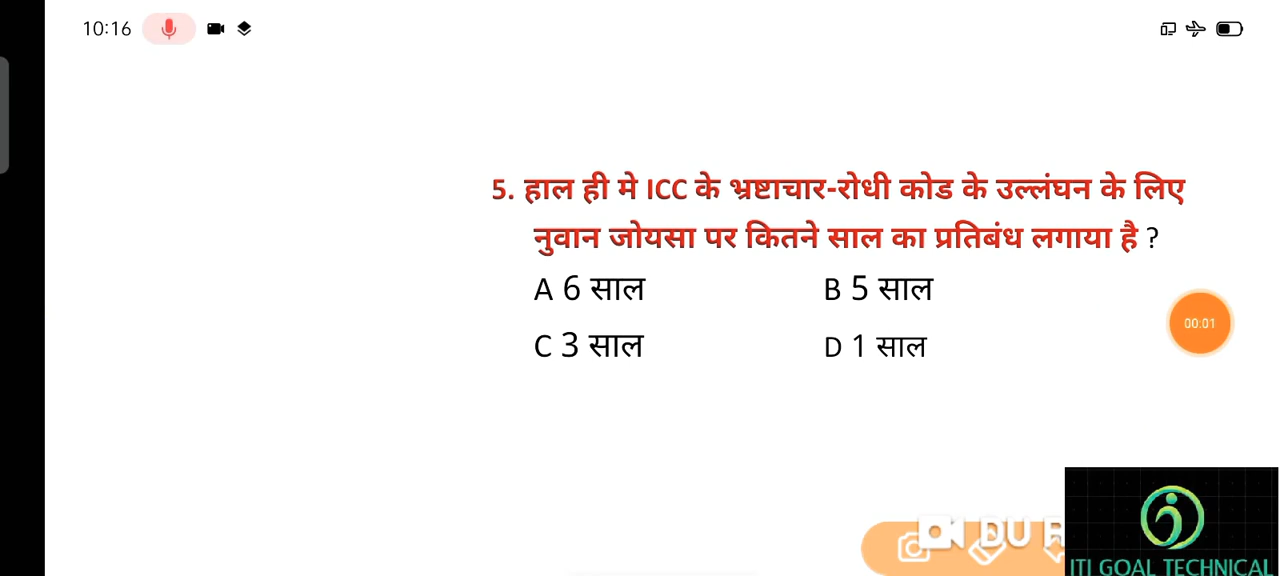 10:16
5. हाल ही मे ICC के भ्रष्टाचार-रोधी कोड के उल्लंघन के लिए
नुवान जोयसा पर कितने साल का प्रतिबंध लगाया है ?
A 6 साल B 5 साल
C 3 साल D 1 साल
00:01
DU R
ITI GOAL TECHNICAL